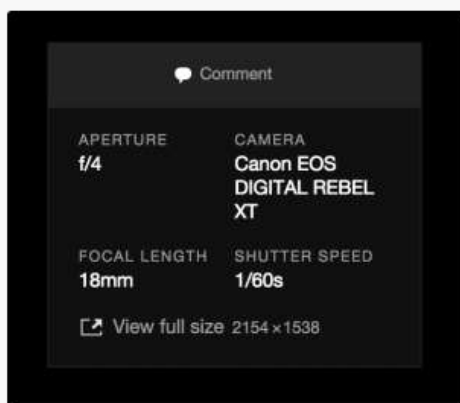 Comment
APERTURE
f/4
CAMERA
Canon EOS
DIGITAL REBEL
XT
FOCAL LENGTH
18mm
SHUTTER SPEED
1/60s
View full size 2154×1538